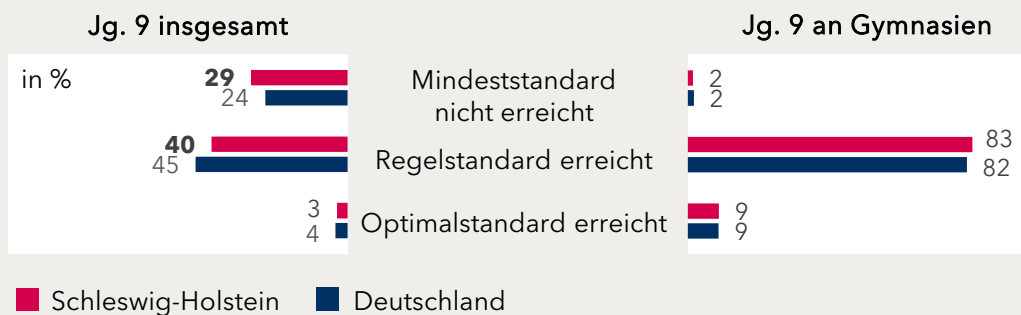 Jg. 9 insgesamt
Jg. 9 an Gymnasien
in %
29
24
Mindeststandard
nicht erreicht
2
2
40
45
Regelstandard erreicht
83
82
3
4
Optimalstandard erreicht
9
9
Schleswig-Holstein
Deutschland